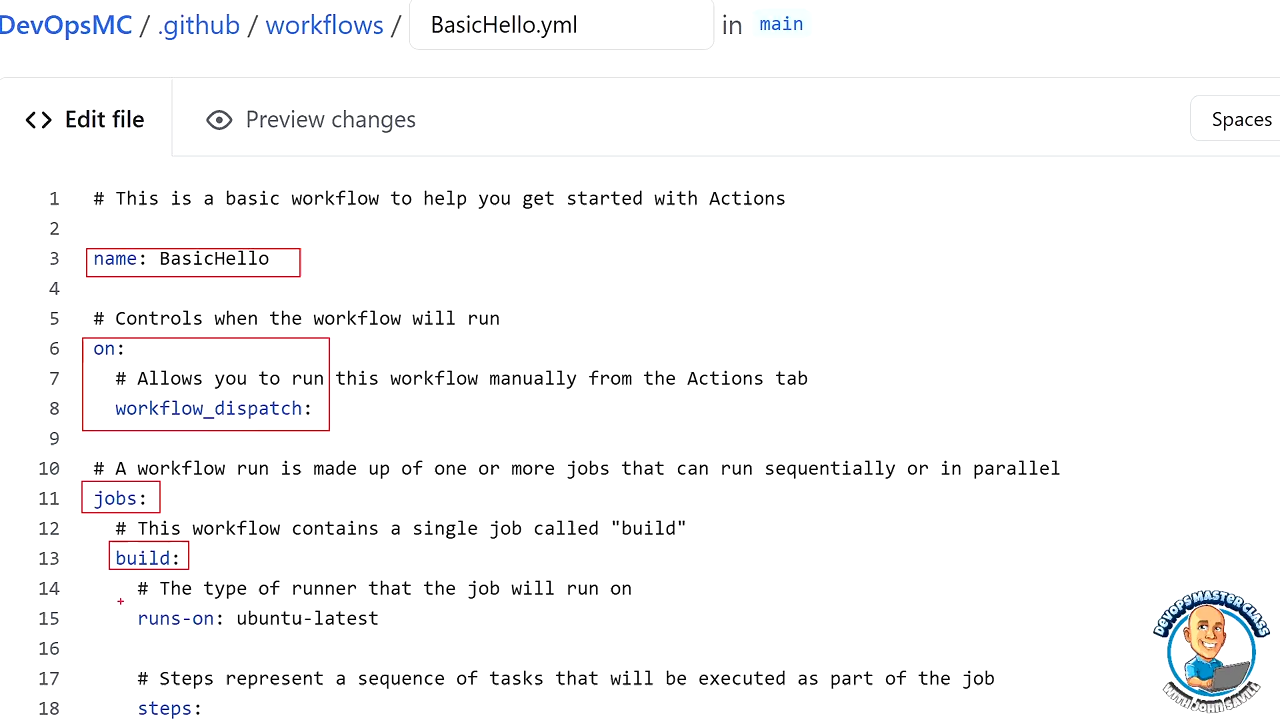 DevOpsMC / .github / workflows / BasicHello.yml in main
<> Edit file Preview changes Spaces
1 # This is a basic workflow to help you get started with Actions
2
3 name: BasicHello
4
5 # Controls when the workflow will run
6 on:
7 # Allows you to run this workflow manually from the Actions tab
8 workflow_dispatch:
9
10 # A workflow run is made up of one or more jobs that can run sequentially or in parallel
11 jobs:
12 # This workflow contains a single job called "build"
13 build:
14 # The type of runner that the job will run on
15 runs-on: ubuntu-latest
16
17 # Steps represent a sequence of tasks that will be executed as part of the job
18 steps:
DEVOPS MASTER CLASS
WITH JOHN SAVILL